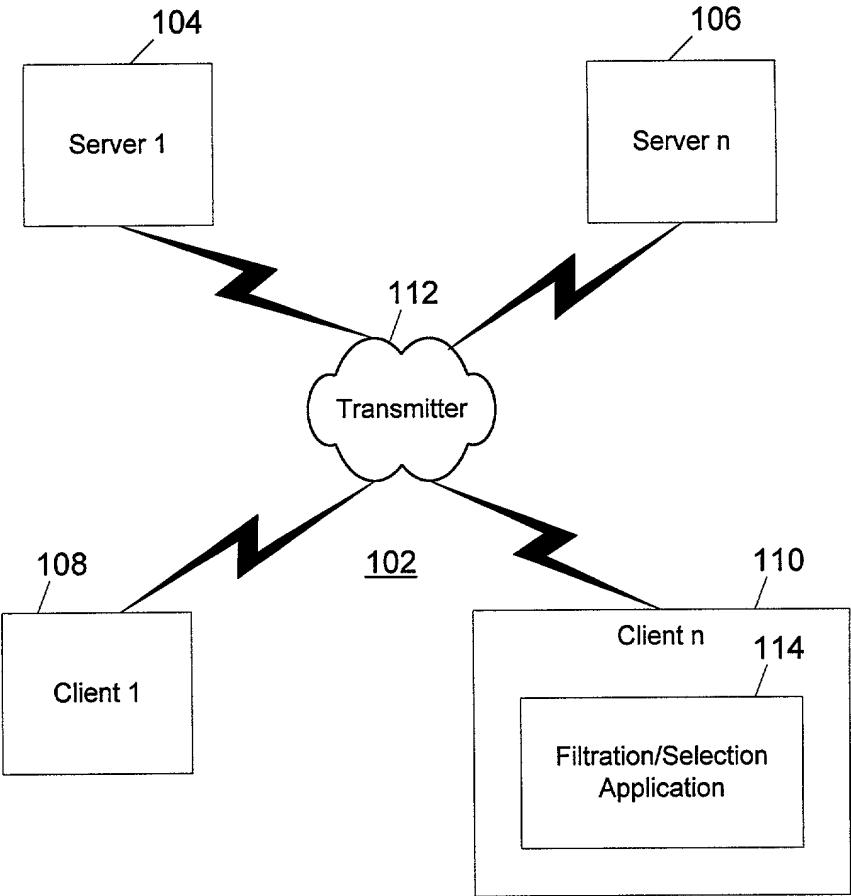 104
106
Server 1
Server n
112
Transmitter
102
108
110
Client 1
Client n
114
Filtration/Selection
Application